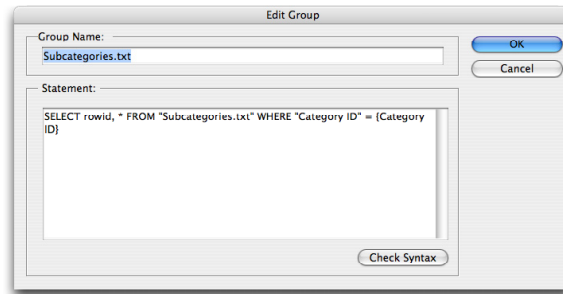 Edit Group
Group Name:
Subcategories.txt
OK
Cancel
Statement:
SELECT rowid, * FROM "Subcategories.txt" WHERE "Category ID" = {Category
ID}
Check Syntax